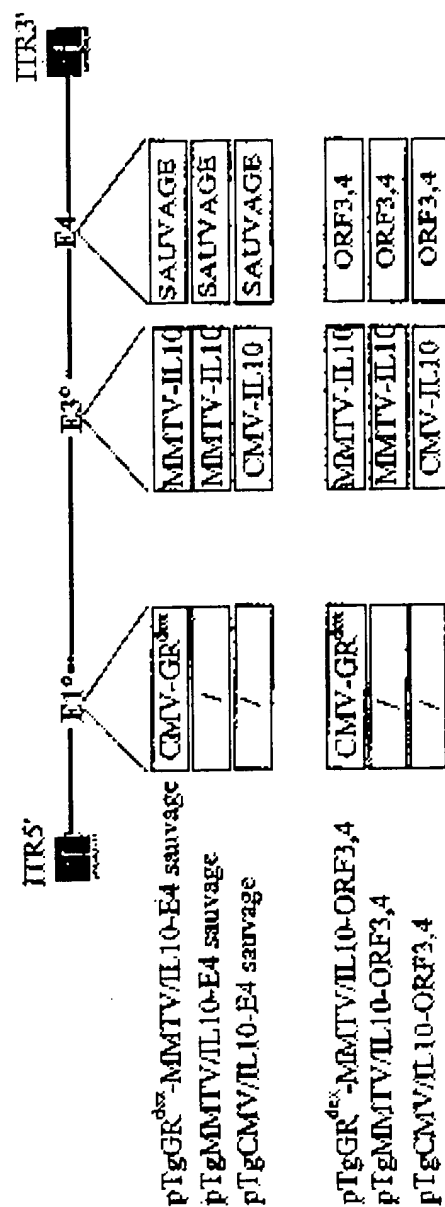 ITR5' E1° E3° E4 ITR3'
pTgGR^dex-MMTV/IL10-E4 sauvage CMV-GR^dex MMTV-IL10 SAUVAGE
pTgMMTV/IL10-E4 sauvage / MMTV-IL10 SAUVAGE
pTgCMV/IL10-E4 sauvage / CMV-IL10 SAUVAGE
pTgGR^dex-MMTV/IL10-ORF3,4 CMV-GR^dex MMTV-IL10 ORF3,4
pTgMMTV/IL10-ORF3,4 / MMTV-IL10 ORF3,4
pTgCMV/IL10-ORF3,4 / CMV-IL10 ORF3,4